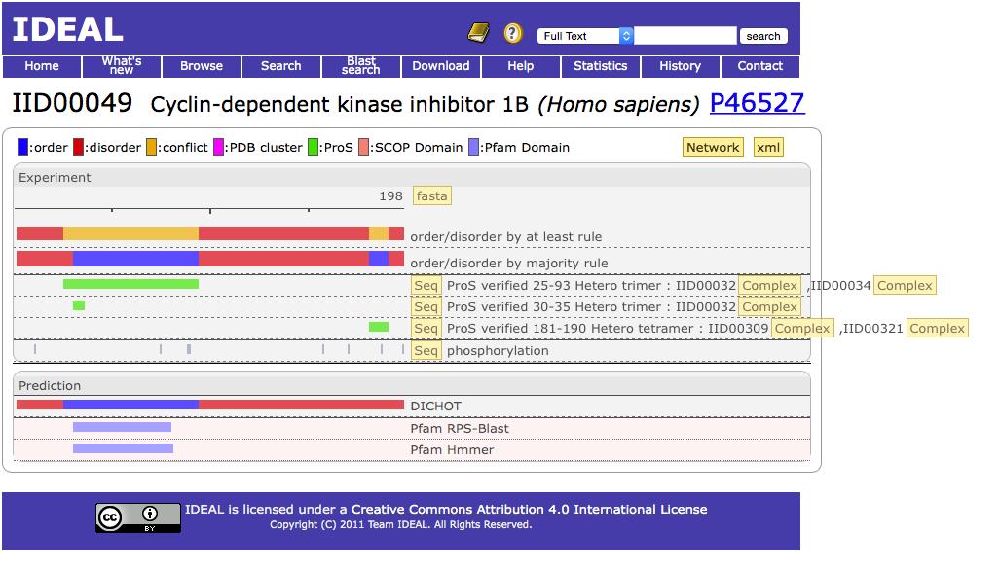 IDEAL
? Full Text search
Home What's new Browse Search Blast search Download Help Statistics History Contact
IID00049 Cyclin-dependent kinase inhibitor 1B (Homo sapiens) P46527
:order :disorder :conflict :PDB cluster :ProS :SCOP Domain :Pfam Domain Network xml
Experiment
198 fasta
order/disorder by at least rule
order/disorder by majority rule
Seq ProS verified 25-93 Hetero trimer : IID00032 Complex ,IID00034 Complex
Seq ProS verified 30-35 Hetero trimer : IID00032 Complex
Seq ProS verified 181-190 Hetero tetramer : IID00309 Complex ,IID00321 Complex
Seq phosphorylation
Prediction
DICHOT
Pfam RPS-Blast
Pfam Hmmer
cc BY IDEAL is licensed under a Creative Commons Attribution 4.0 International License
Copyright (C) 2011 Team IDEAL. All Rights Reserved.